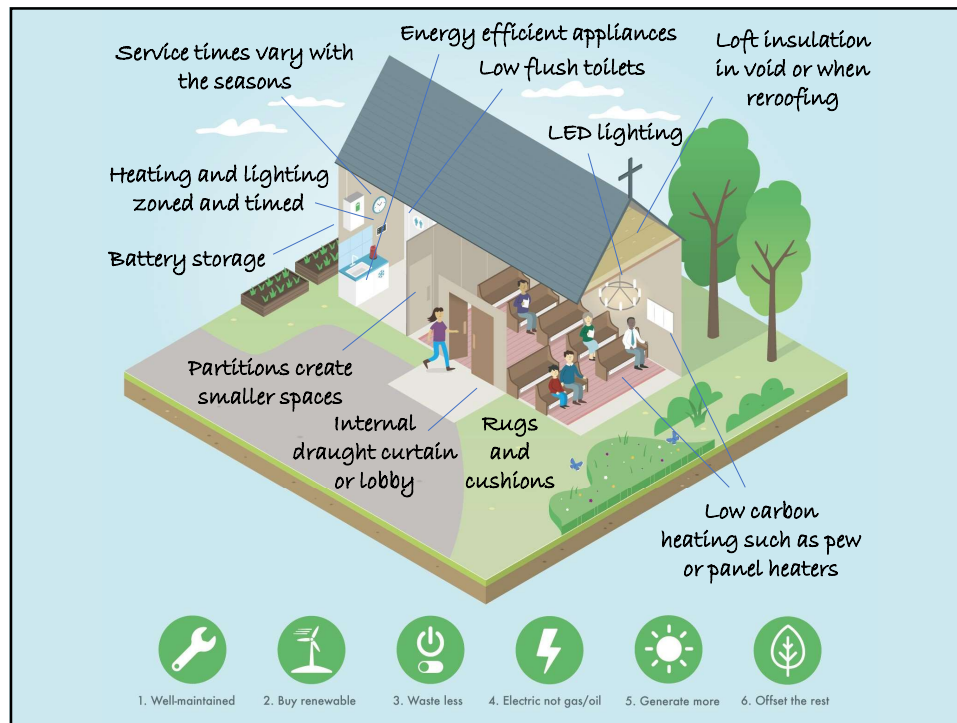 Energy efficient appliances
Service times vary with
the seasons
Low flush toilets
Loft insulation
in void or when
reroofing
LED lighting
Heating and lighting
zoned and timed
Battery storage
Partitions create
smaller spaces
Internal
draught curtain
or lobby
Rugs
and
cushions
Low carbon
heating such as pew
or panel heaters
1. Well-maintained
2. Buy renewable
3. Waste less
4. Electric not gas/oil
5. Generate more
6. Offset the rest